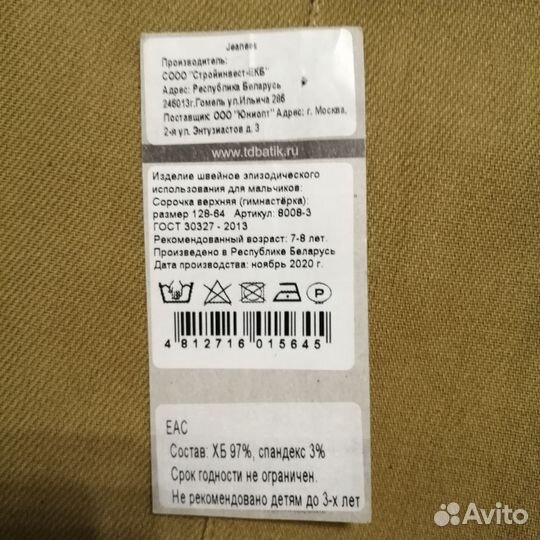 Jeanees
Производитель:
СООО "Стройинвест-КБ"
Адрес: Республика Беларусь
246013г.Гомель ул.Ильича 286
Поставщик: ООО "Юниопт" Адрес: г. Москва,
2-я ул. Энтузиастов д. 3
www.tdbatik.ru
Изделие швейное эпизодического
использования для мальчиков:
Сорочка верхняя (гимнастёрка):
размер 128-64 Артикул: 8008-3
ГОСТ 30327 - 2013
Рекомендованный возраст: 7-8 лет.
Произведено в Республике Беларусь
Дата производства: ноябрь 2020 г.
P
4 812716 015645
ЕАС
Состав: ХБ 97%, спандекс 3%
Срок годности не ограничен.
Не рекомендовано детям до 3-х лет
Avito